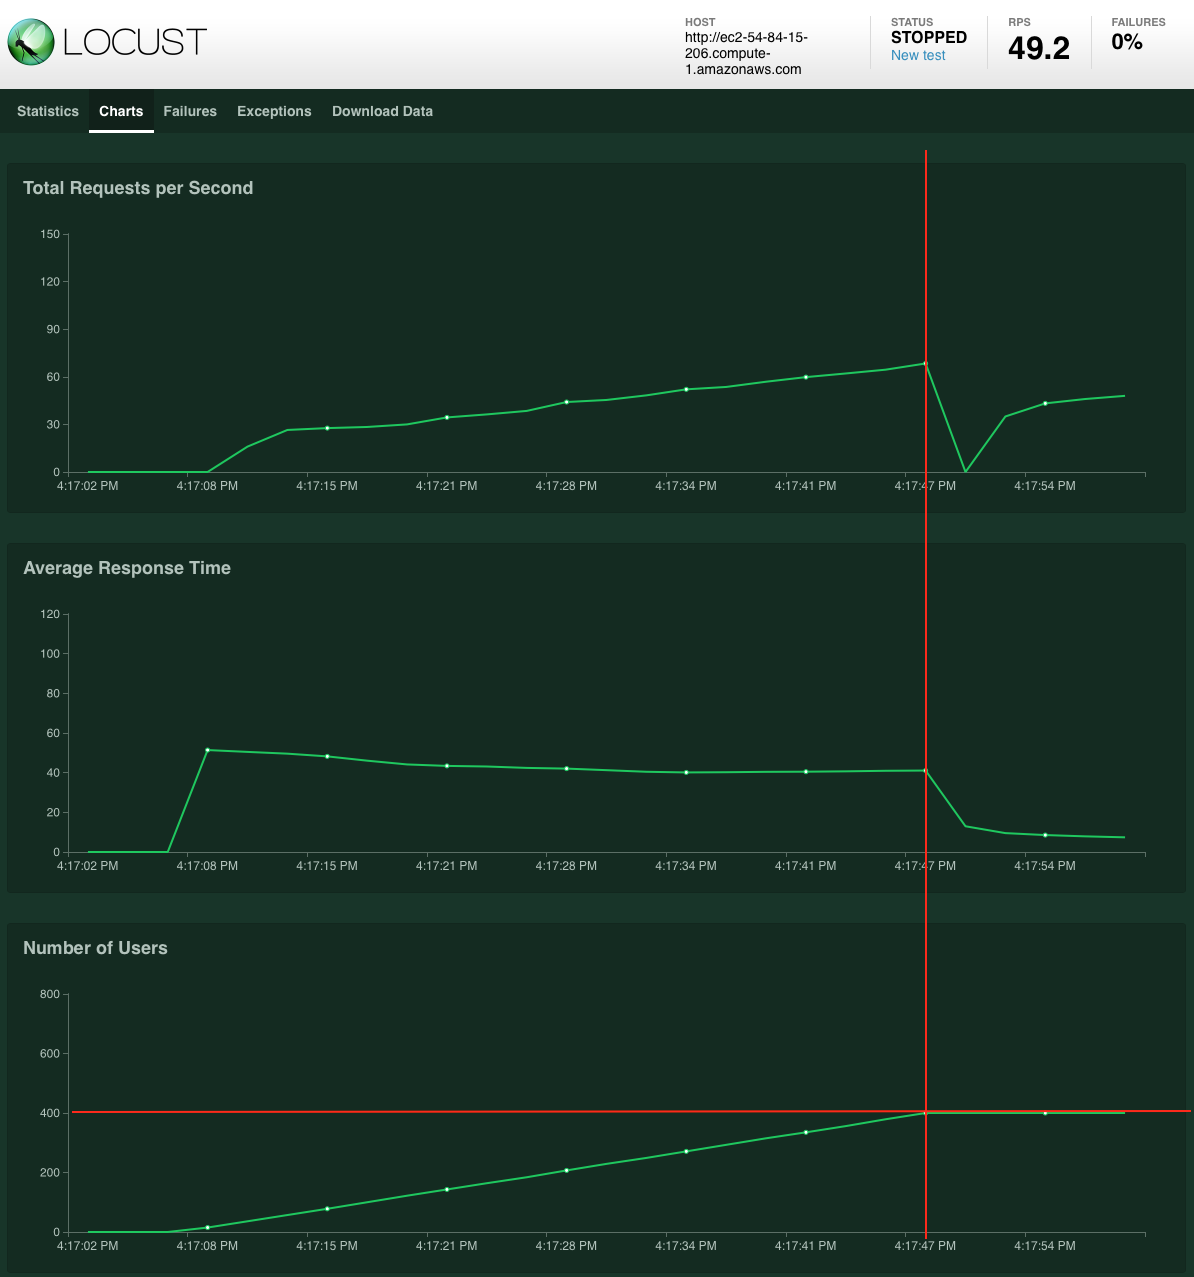 LOCUST
HOST
http://ec2-54-84-15-
206.compute-
1.amazonaws.com
STATUS
STOPPED
New test
RPS
49.2
FAILURES
0%
Statistics Charts Failures Exceptions Download Data
Total Requests per Second
150
120
90
60
30
0
4:17:02 PM 4:17:08 PM 4:17:15 PM 4:17:21 PM 4:17:28 PM 4:17:34 PM 4:17:41 PM 4:17:47 PM 4:17:54 PM
Average Response Time
120
100
80
60
40
20
0
4:17:02 PM 4:17:08 PM 4:17:15 PM 4:17:21 PM 4:17:28 PM 4:17:34 PM 4:17:41 PM 4:17:47 PM 4:17:54 PM
Number of Users
800
600
400
200
0
4:17:02 PM 4:17:08 PM 4:17:15 PM 4:17:21 PM 4:17:28 PM 4:17:34 PM 4:17:41 PM 4:17:47 PM 4:17:54 PM